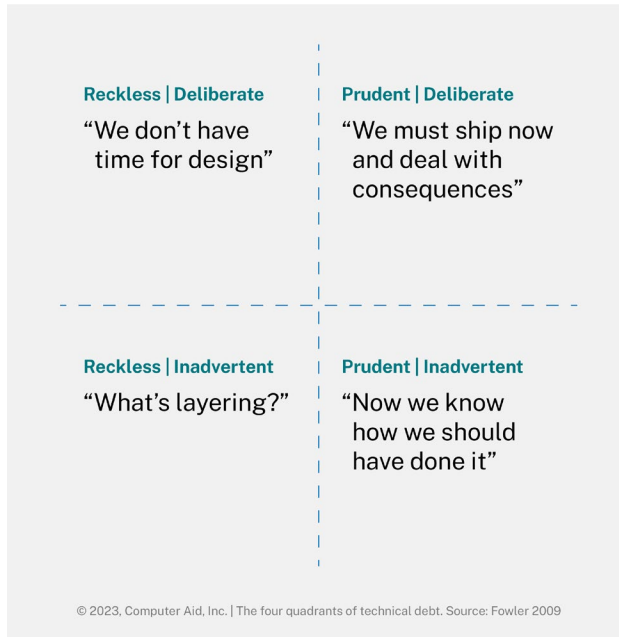 Reckless | Deliberate
“We don’t have
time for design”
Prudent | Deliberate
“We must ship now
and deal with
consequences”
Reckless | Inadvertent
“What’s layering?”
Prudent | Inadvertent
“Now we know
how we should
have done it”
© 2023, Computer Aid, Inc. | The four quadrants of technical debt. Source: Fowler 2009